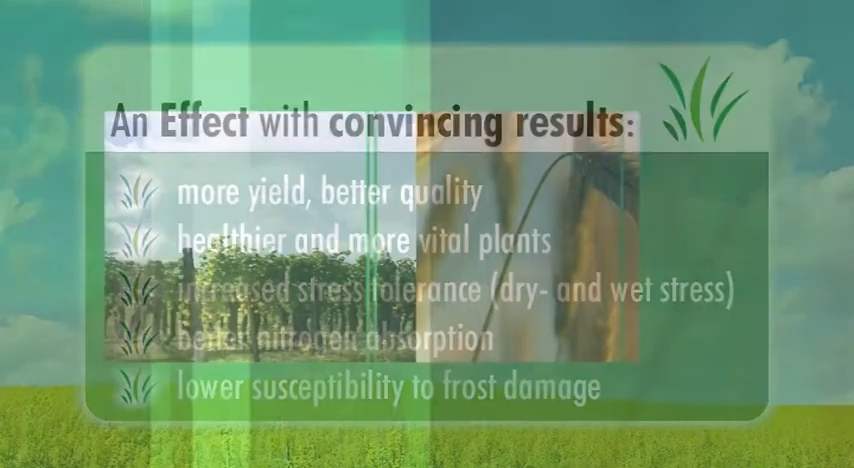 An Effect with convincing results:
more yield, better quality
healthier and more vital plants
increased stress tolerance (dry- and wet stress)
better nitrogen absorption
lower susceptibility to frost damage